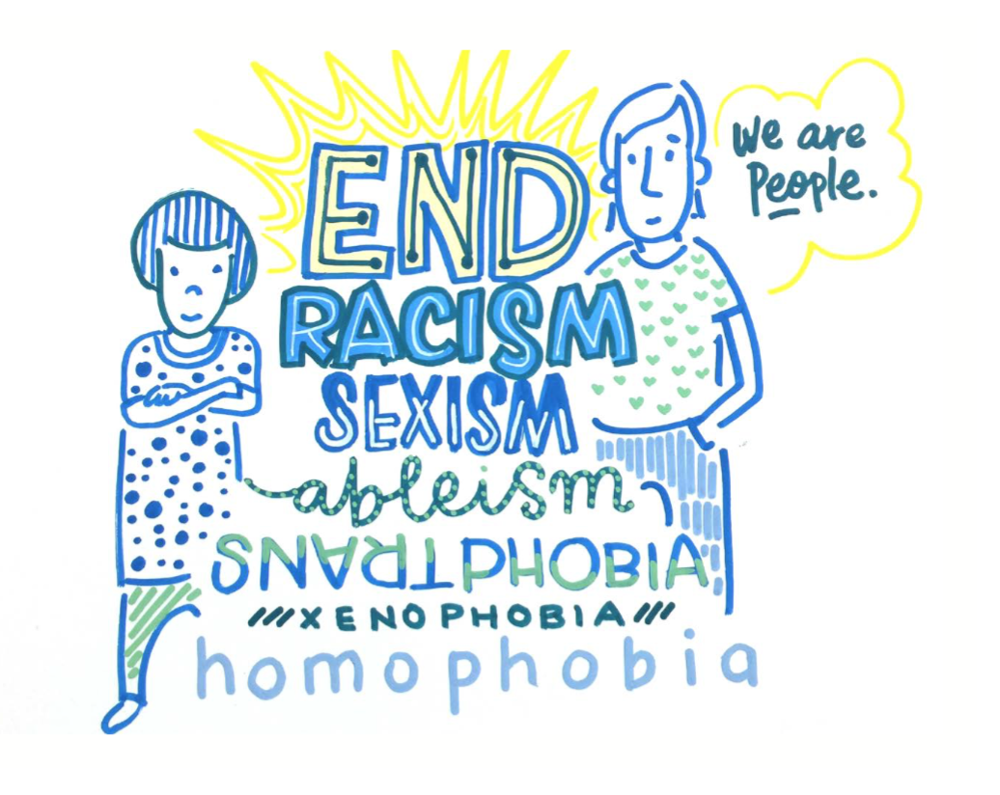 We are
People.
END
RACISM
SEXISM
ableism
TRANSPHOBIA
///XENOPHOBIA///
homophobia